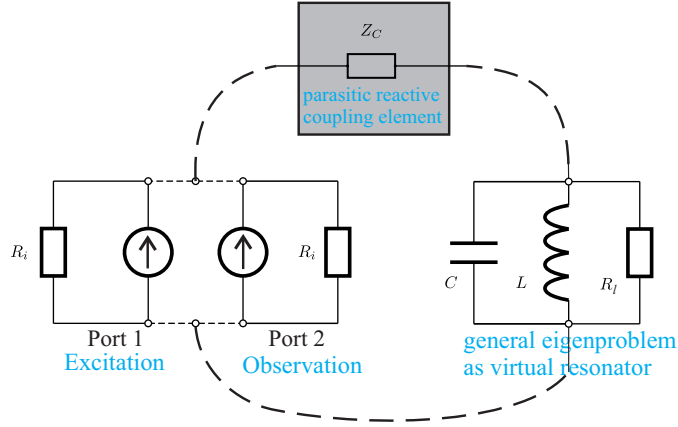 Z_C
parasitic reactive
coupling element
R_i
R_i
C
L
R_l
Port 1
Excitation
Port 2
Observation
general eigenproblem
as virtual resonator